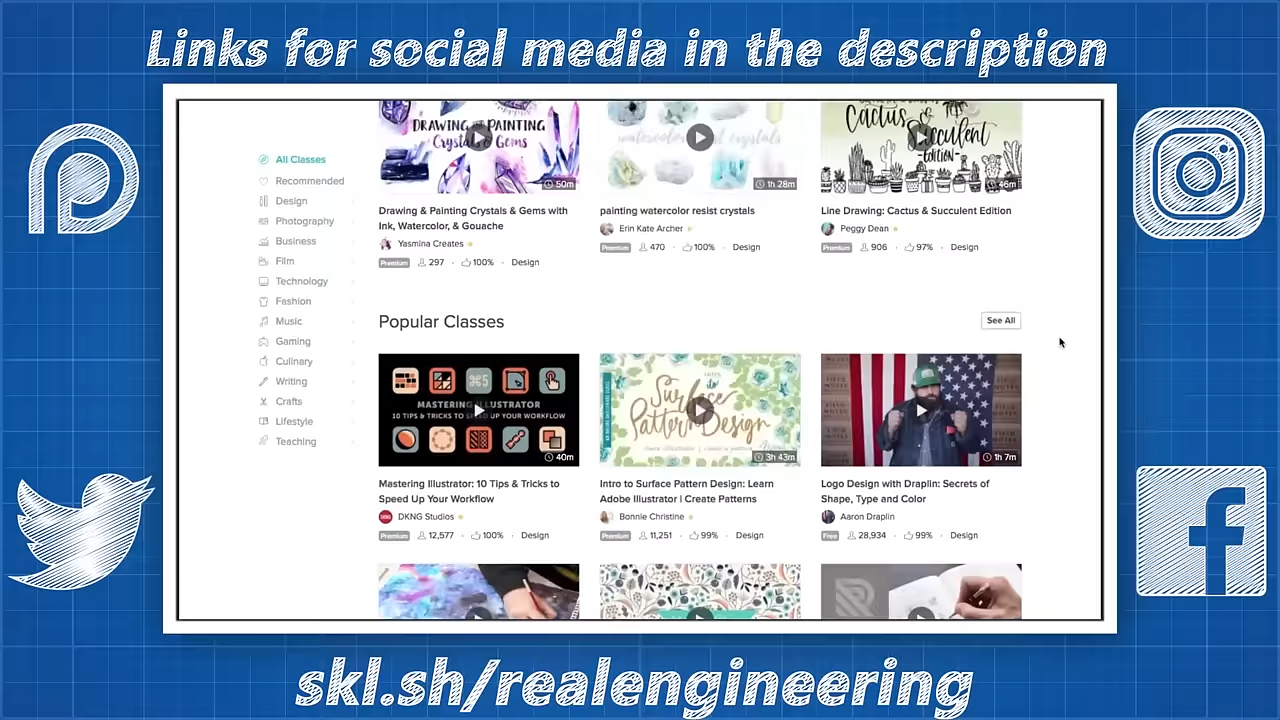 Links for social media in the description
All Classes
Recommended
Design
Photography
Business
Film
Technology
Fashion
Music
Gaming
Culinary
Writing
Crafts
Lifestyle
Teaching
DRAWING PAINTING
Crystals & Gems
50m
Drawing & Painting Crystals & Gems with
Ink, Watercolor, & Gouache
Yasmina Creates
Premium 297 · 100% · Design
watercolor crystals
1h 28m
painting watercolor resist crystals
Erin Kate Archer
Premium 470 · 100% · Design
Cactus &
Succulent
-EDITION-
46m
Line Drawing: Cactus & Succulent Edition
Peggy Dean
Premium 906 · 97% · Design
Popular Classes
See All
⌘5
MASTERING ILLUSTRATOR
10 TIPS & TRICKS TO SPEED UP YOUR WORKFLOW
40m
Mastering Illustrator: 10 Tips & Tricks to
Speed Up Your Workflow
DKNG Studios
Premium 12,577 · 100% · Design
INTRO
to
Surface
Pattern Design
3h 43m
Intro to Surface Pattern Design: Learn
Adobe Illustrator | Create Patterns
Bonnie Christine
Premium 11,251 · 99% · Design
FIELD NOTES
1h 7m
Logo Design with Draplin: Secrets of
Shape, Type and Color
Aaron Draplin
Free 28,934 · 99% · Design
skl.sh/realengineering